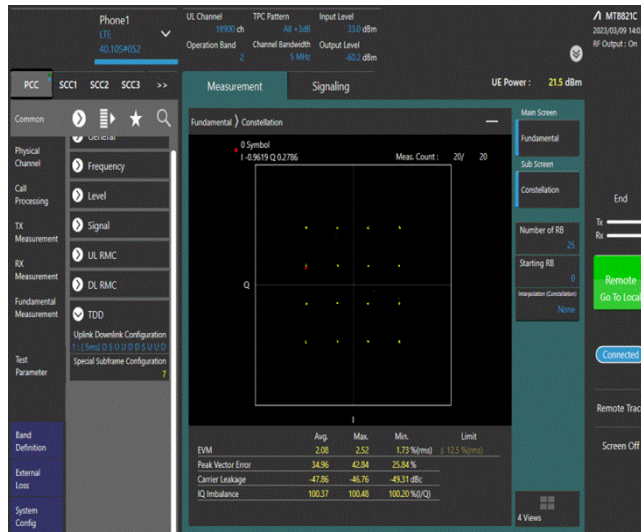 Phone1
LTE
40.10S#052
UL Channel
18900 ch
TPC Pattern
All +3dB
Input Level
33.0 dBm
Operation Band
2
Channel Bandwidth
5 MHz
Output Level
-60.2 dBm
MT8821C
2023/03/09 14:0
RF Output : On
PCC SCC1 SCC2 SCC3 >>
Measurement Signaling
UE Power : 21.5 dBm
Common
General
Physical
Channel
Frequency
Call
Processing
Level
TX
Measurement
Signal
RX
Measurement
UL RMC
Fundamental
Measurement
DL RMC
TDD
Uplink Downlink Configuration
1 : ( 5ms) D S U U D D S U U D
Special Subframe Configuration
7
Test
Parameter
Band
Definition
External
Loss
System
Config
Fundamental ⟩ Constellation
0 Symbol
I -0.9619 Q 0.2786
Meas. Count : 20/ 20
Q
I
Avg. Max. Min. Limit
EVM 2.08 2.52 1.73 %(rms) ≤ 12.5 %(rms)
Peak Vector Error 34.96 42.84 25.84 %
Carrier Leakage -47.86 -46.76 -49.31 dBc
IQ Imbalance 100.37 100.48 100.20 %(I/Q)
Main Screen
Fundamental
Sub Screen
Constellation
Number of RB
25
Starting RB
0
Interpolation (Constellation)
None
4 Views
End
Tx
Rx
Remote
Go To Local
Connected
Remote Trac
Screen Off